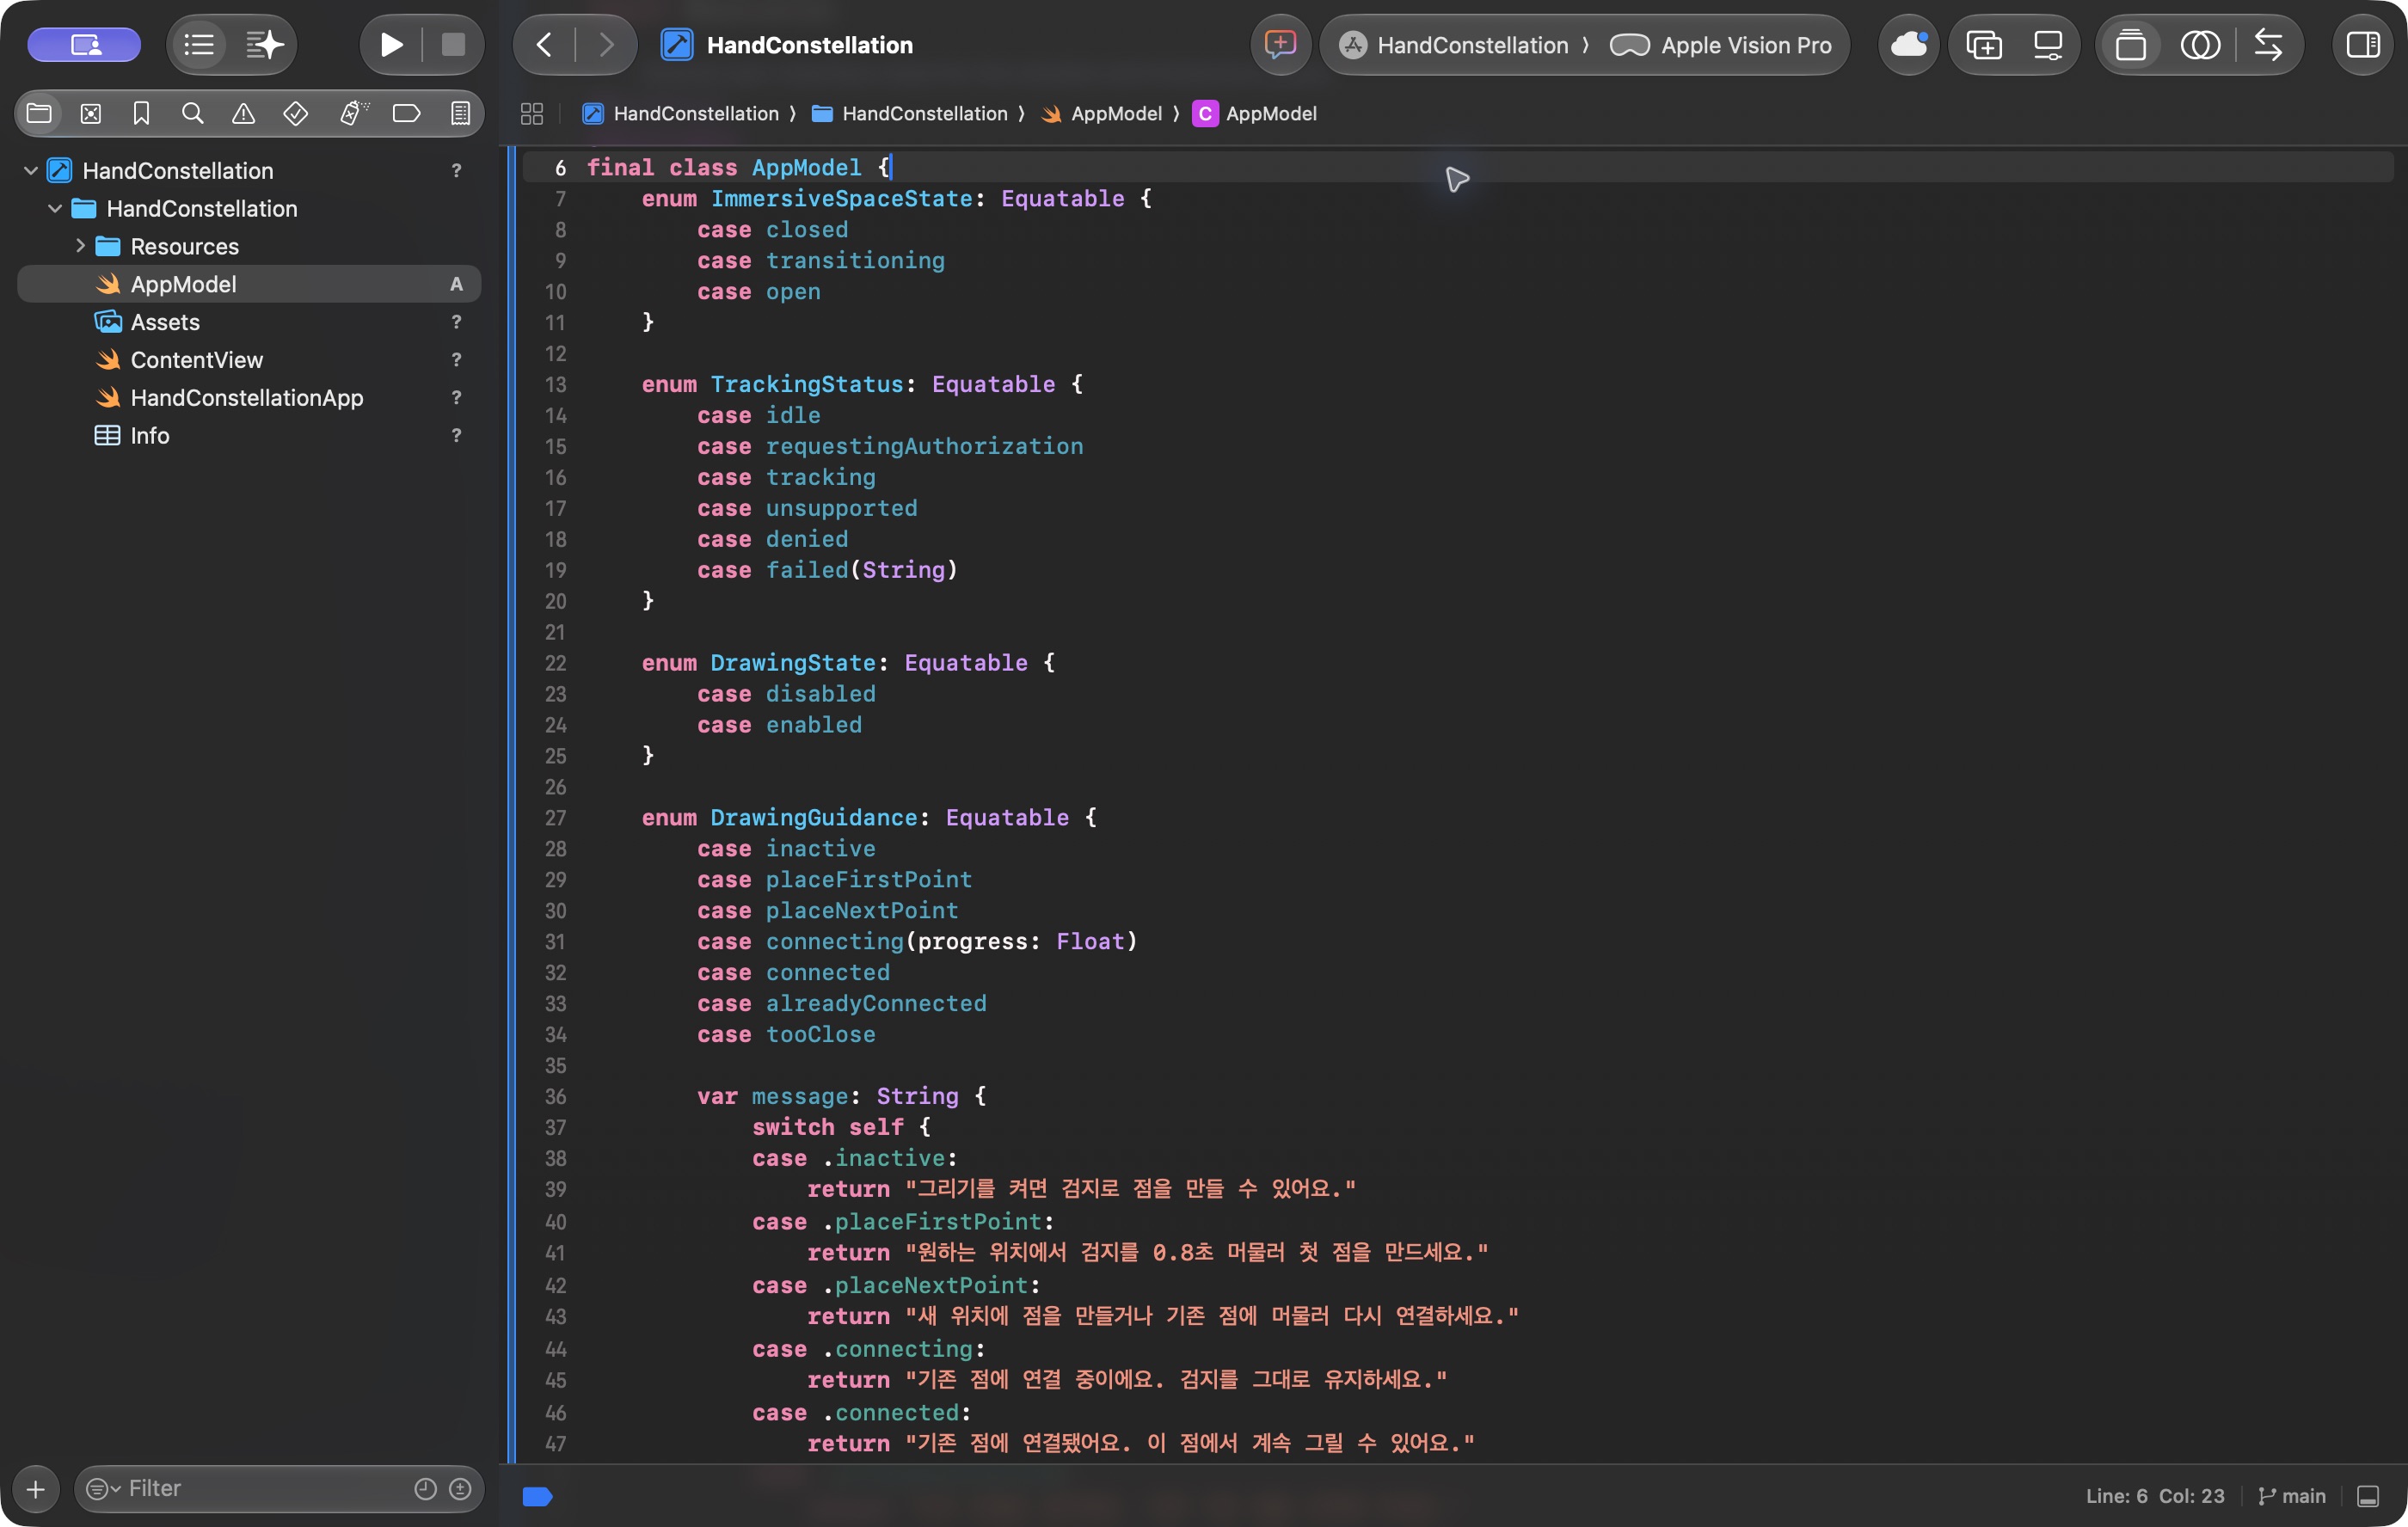 HandConstellation
HandConstellation 〉 Apple Vision Pro
HandConstellation 〉 HandConstellation 〉 AppModel 〉 C AppModel
HandConstellation ?
HandConstellation
Resources
AppModel A
Assets ?
ContentView ?
HandConstellationApp ?
Info ?
6 final class AppModel {
7 enum ImmersiveSpaceState: Equatable {
8 case closed
9 case transitioning
10 case open
11 }
12
13 enum TrackingStatus: Equatable {
14 case idle
15 case requestingAuthorization
16 case tracking
17 case unsupported
18 case denied
19 case failed(String)
20 }
21
22 enum DrawingState: Equatable {
23 case disabled
24 case enabled
25 }
26
27 enum DrawingGuidance: Equatable {
28 case inactive
29 case placeFirstPoint
30 case placeNextPoint
31 case connecting(progress: Float)
32 case connected
33 case alreadyConnected
34 case tooClose
35
36 var message: String {
37 switch self {
38 case .inactive:
39 return "그리기를 켜면 검지로 점을 만들 수 있어요."
40 case .placeFirstPoint:
41 return "원하는 위치에서 검지를 0.8초 머물러 첫 점을 만드세요."
42 case .placeNextPoint:
43 return "새 위치에 점을 만들거나 기존 점에 머물러 다시 연결하세요."
44 case .connecting:
45 return "기존 점에 연결 중이에요. 검지를 그대로 유지하세요."
46 case .connected:
47 return "기존 점에 연결됐어요. 이 점에서 계속 그릴 수 있어요."
Filter
Line: 6 Col: 23 main